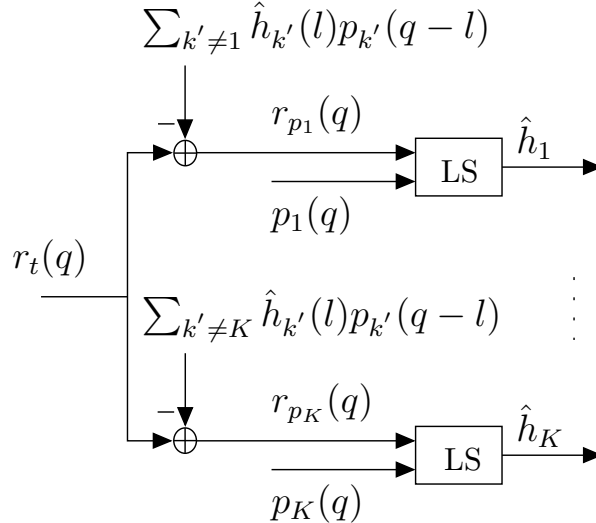 ∑_{k′≠1} ĥ_{k′}(l)p_{k′}(q − l)
−
r_{p_1}(q)
LS
ĥ_1
p_1(q)
r_t(q)
∑_{k′≠K} ĥ_{k′}(l)p_{k′}(q − l)
−
r_{p_K}(q)
LS
ĥ_K
p_K(q)